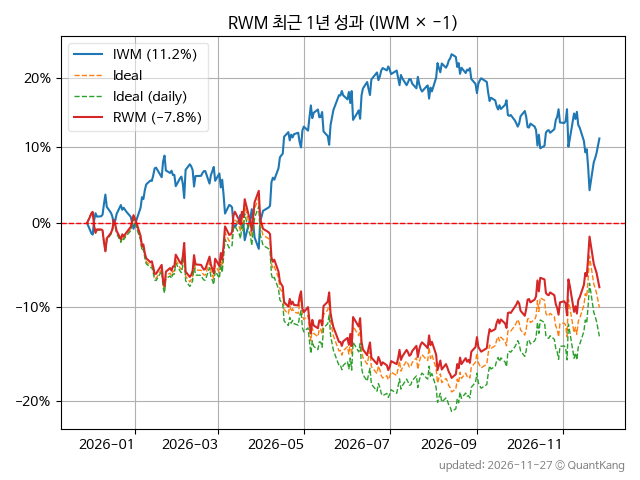 RWM 최근 1년 성과 (IWM × −1)
IWM (11.2%)
Ideal
Ideal (daily)
RWM (−7.8%)
20%
10%
0%
−10%
−20%
2026-01 2026-03 2026-05 2026-07 2026-09 2026-11
updated: 2026-11-27 © QuantKang